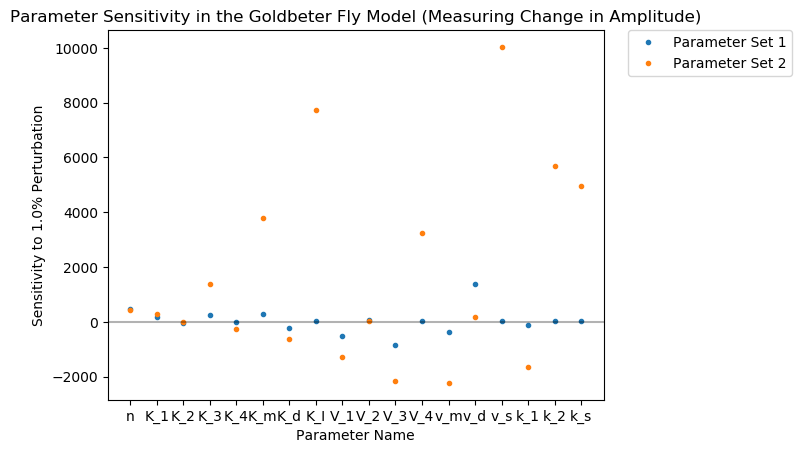 Parameter Sensitivity in the Goldbeter Fly Model (Measuring Change in Amplitude)
Parameter Set 1
Parameter Set 2
Sensitivity to 1.0% Perturbation
10000
8000
6000
4000
2000
0
−2000
n K_1 K_2 K_3 K_4 K_m K_d K_I V_1 V_2 V_3 V_4 v_m v_d v_s k_1 k_2 k_s
Parameter Name